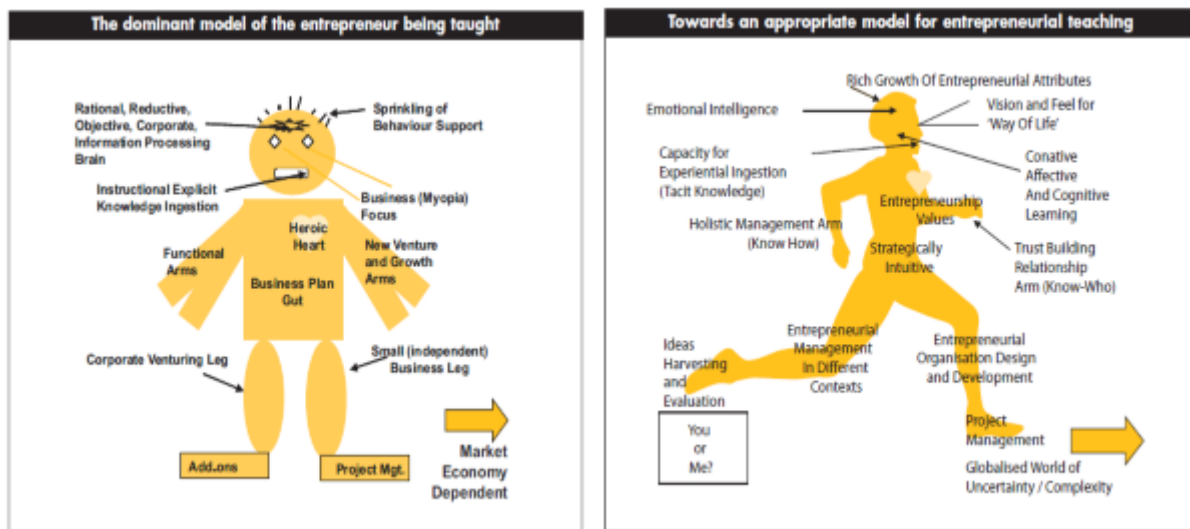 The dominant model of the entrepreneur being taught
Rational, Reductive,
Objective, Corporate,
Information Processing
Brain
Sprinkling of
Behaviour Support
Instructional Explicit
Knowledge Ingestion
Business (Myopia)
Focus
Heroic
Heart
Functional
Arms
New Venture
and Growth
Arms
Business Plan
Gut
Corporate Venturing Leg
Small (independent)
Business Leg
Add.ons
Project Mgt.
Market
Economy
Dependent
Towards an appropriate model for entrepreneurial teaching
Rich Growth Of Entrepreneurial Attributes
Emotional Intelligence
Vision and Feel for
'Way Of Life'
Capacity for
Experiential Ingestion
(Tacit Knowledge)
Conative
Affective
And Cognitive
Learning
Entrepreneurship
Values
Holistic Management Arm
(Know How)
Strategically
Intuitive
Trust Building
Relationship
Arm (Know-Who)
Ideas
Harvesting
and
Evaluation
Entrepreneurial
Management
In Different
Contexts
Entrepreneurial
Organisation Design
and Development
You
or
Me?
Project
Management
Globalised World of
Uncertainty / Complexity